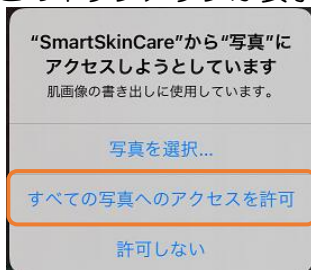 “SmartSkinCare”から“写真”に
アクセスしようとしています
肌画像の書き出しに使用しています。
写真を選択...
すべての写真へのアクセスを許可
許可しない